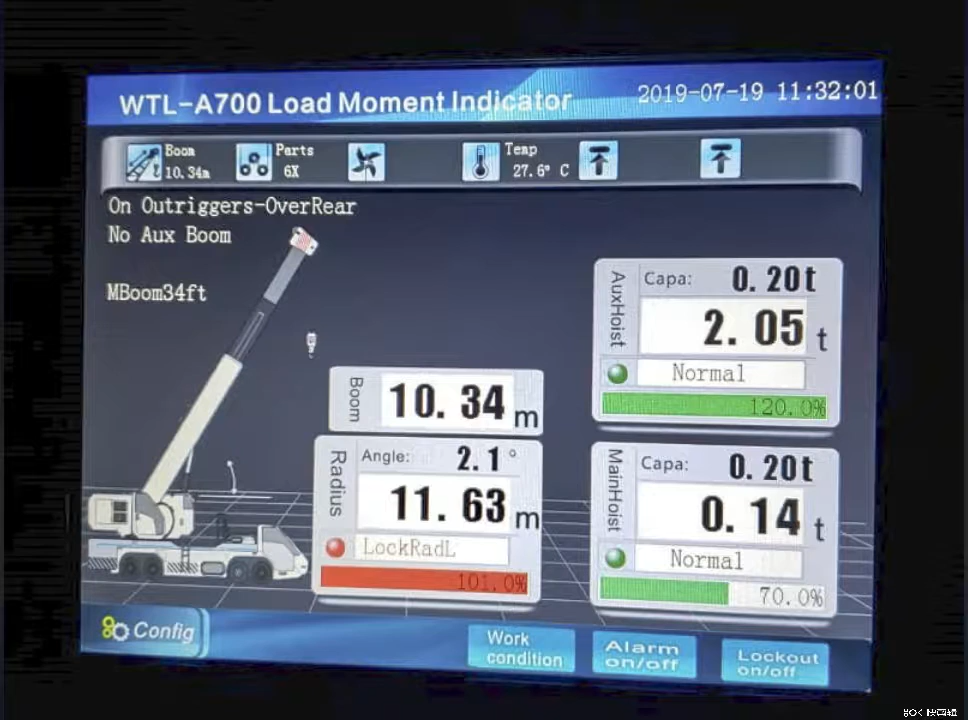 WTL-A700 Load Moment Indicator
2019-07-19 11:32:01
Boom
10.34m
Parts
6X
Temp
27.6° C
On Outriggers-OverRear
No Aux Boom
MBoom34ft
Boom
10.34 m
Radius
Angle: 2.1°
11.63 m
LockRadL
101.0%
AuxHoist
Capa: 0.20t
2.05 t
Normal
120.0%
MainHoist
Capa: 0.20t
0.14 t
Normal
70.0%
Config
Work
condition
Alarm
on/off
Lockout
on/off